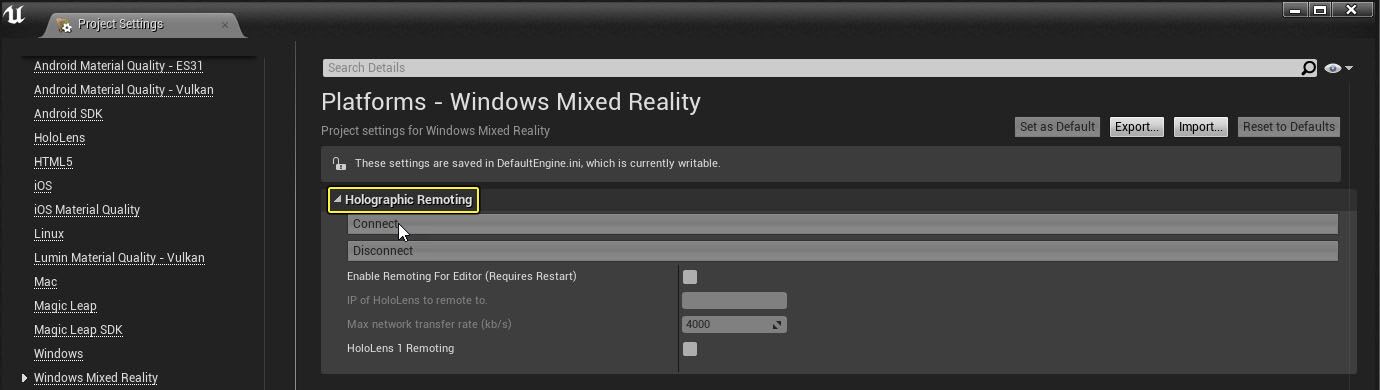 Project Settings
Android Material Quality - ES31
Android Material Quality - Vulkan
Android SDK
HoloLens
HTML5
iOS
iOS Material Quality
Linux
Lumin Material Quality - Vulkan
Mac
Magic Leap
Magic Leap SDK
Windows
Windows Mixed Reality
Search Details
Platforms - Windows Mixed Reality
Project settings for Windows Mixed Reality
Set as Default Export... Import... Reset to Defaults
These settings are saved in DefaultEngine.ini, which is currently writable.
Holographic Remoting
Connect
Disconnect
Enable Remoting For Editor (Requires Restart)
IP of HoloLens to remote to.
Max network transfer rate (kb/s) 4000
HoloLens 1 Remoting